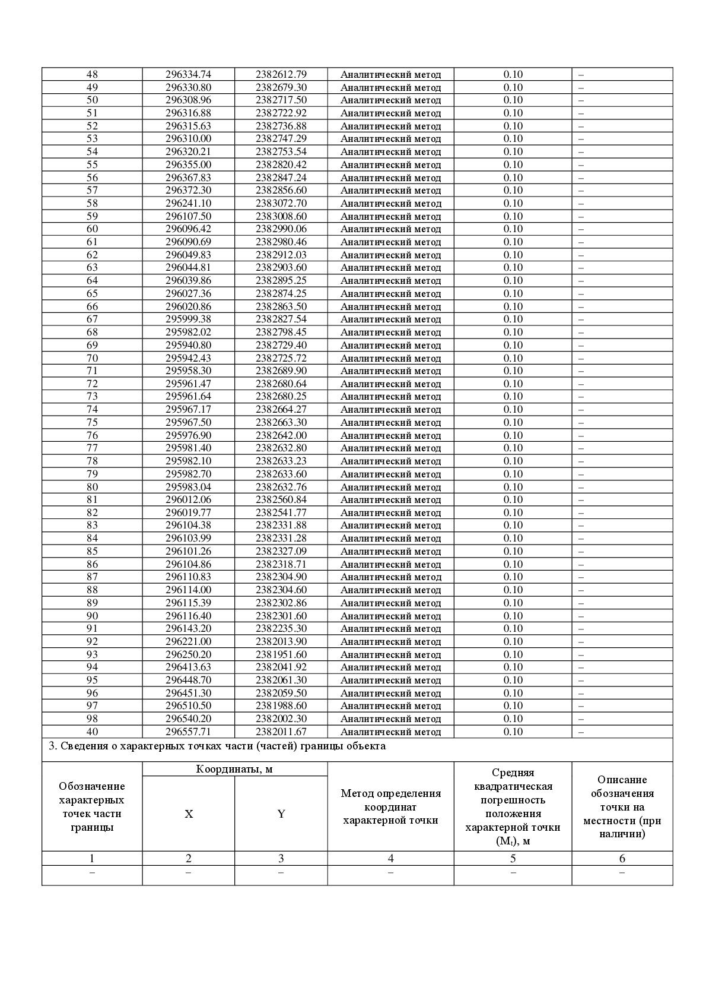 48 296334.74 2382612.79 Аналитический метод 0.10 –
49 296330.80 2382679.30 Аналитический метод 0.10 –
50 296308.96 2382717.50 Аналитический метод 0.10 –
51 296316.88 2382722.92 Аналитический метод 0.10 –
52 296315.63 2382736.88 Аналитический метод 0.10 –
53 296310.00 2382747.29 Аналитический метод 0.10 –
54 296320.21 2382753.54 Аналитический метод 0.10 –
55 296355.00 2382820.42 Аналитический метод 0.10 –
56 296367.83 2382847.24 Аналитический метод 0.10 –
57 296372.30 2382856.60 Аналитический метод 0.10 –
58 296241.10 2383072.70 Аналитический метод 0.10 –
59 296107.50 2383008.60 Аналитический метод 0.10 –
60 296096.42 2382990.06 Аналитический метод 0.10 –
61 296090.69 2382980.46 Аналитический метод 0.10 –
62 296049.83 2382912.03 Аналитический метод 0.10 –
63 296044.81 2382903.60 Аналитический метод 0.10 –
64 296039.86 2382895.25 Аналитический метод 0.10 –
65 296027.36 2382874.25 Аналитический метод 0.10 –
66 296020.86 2382863.50 Аналитический метод 0.10 –
67 295999.38 2382827.54 Аналитический метод 0.10 –
68 295982.02 2382798.45 Аналитический метод 0.10 –
69 295940.80 2382729.40 Аналитический метод 0.10 –
70 295942.43 2382725.72 Аналитический метод 0.10 –
71 295958.30 2382689.90 Аналитический метод 0.10 –
72 295961.47 2382680.64 Аналитический метод 0.10 –
73 295961.64 2382680.25 Аналитический метод 0.10 –
74 295967.17 2382664.27 Аналитический метод 0.10 –
75 295967.50 2382663.30 Аналитический метод 0.10 –
76 295976.90 2382642.00 Аналитический метод 0.10 –
77 295981.40 2382632.80 Аналитический метод 0.10 –
78 295982.10 2382633.23 Аналитический метод 0.10 –
79 295982.70 2382633.60 Аналитический метод 0.10 –
80 295983.04 2382632.76 Аналитический метод 0.10 –
81 296012.06 2382560.84 Аналитический метод 0.10 –
82 296019.77 2382541.77 Аналитический метод 0.10 –
83 296104.38 2382331.88 Аналитический метод 0.10 –
84 296103.99 2382331.28 Аналитический метод 0.10 –
85 296101.26 2382327.09 Аналитический метод 0.10 –
86 296104.86 2382318.71 Аналитический метод 0.10 –
87 296110.83 2382304.90 Аналитический метод 0.10 –
88 296114.00 2382304.60 Аналитический метод 0.10 –
89 296115.39 2382302.86 Аналитический метод 0.10 –
90 296116.40 2382301.60 Аналитический метод 0.10 –
91 296143.20 2382235.30 Аналитический метод 0.10 –
92 296221.00 2382013.90 Аналитический метод 0.10 –
93 296250.20 2381951.60 Аналитический метод 0.10 –
94 296413.63 2382041.92 Аналитический метод 0.10 –
95 296448.70 2382061.30 Аналитический метод 0.10 –
96 296451.30 2382059.50 Аналитический метод 0.10 –
97 296510.50 2381988.60 Аналитический метод 0.10 –
98 296540.20 2382002.30 Аналитический метод 0.10 –
40 296557.71 2382011.67 Аналитический метод 0.10 –
3. Сведения о характерных точках части (частей) границы объекта
Обозначение
характерных
точек части
границы
Координаты, м
X Y
Метод определения
координат
характерной точки
Средняя
квадратическая
погрешность
положения
характерной точки
(Mt), м
Описание
обозначения
точки на
местности (при
наличии)
1 2 3 4 5 6
– – – – – –